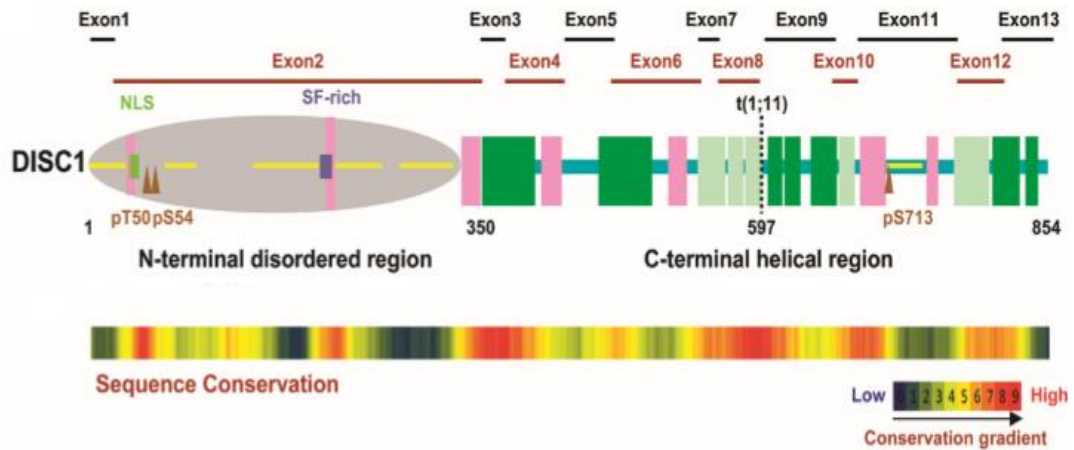 Exon1 Exon3 Exon5 Exon7 Exon9 Exon11 Exon13
Exon2 Exon4 Exon6 Exon8 Exon10 Exon12
NLS SF-rich t(1;11)
DISC1
pT50 pS54 pS713
1 350 597 854
N-terminal disordered region C-terminal helical region
Sequence Conservation
Low 0 1 2 3 4 5 6 7 8 9 High
Conservation gradient